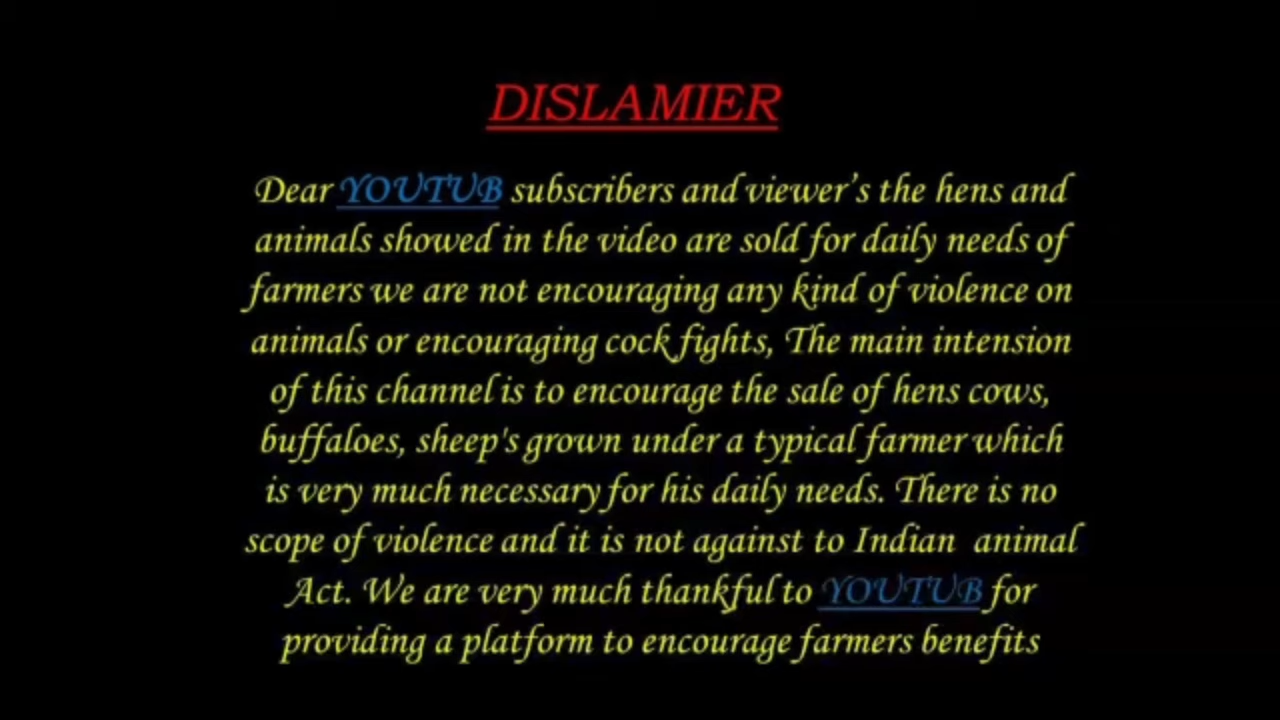 DISLAMIER
Dear YOUTUB subscribers and viewer’s the hens and
animals showed in the video are sold for daily needs of
farmers we are not encouraging any kind of violence on
animals or encouraging cock fights, The main intension
of this channel is to encourage the sale of hens cows,
buffaloes, sheep's grown under a typical farmer which
is very much necessary for his daily needs. There is no
scope of violence and it is not against to Indian  animal
Act. We are very much thankful to YOUTUB for
providing a platform to encourage farmers benefits